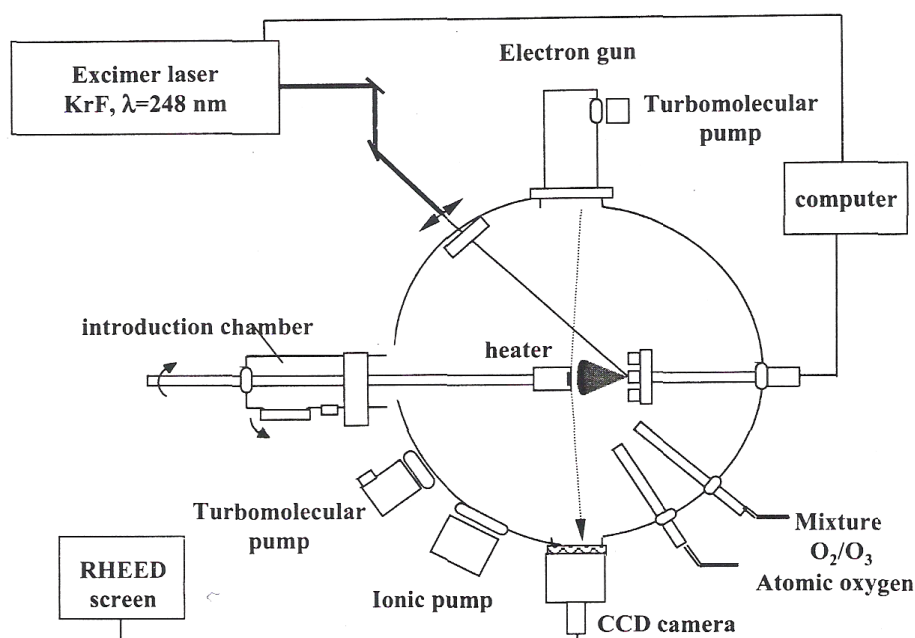 Excimer laser
KrF, λ=248 nm
Electron gun
Turbomolecular
pump
computer
introduction chamber
heater
Turbomolecular
pump
Ionic pump
Mixture
O₂/O₃
Atomic oxygen
RHEED
screen
CCD camera